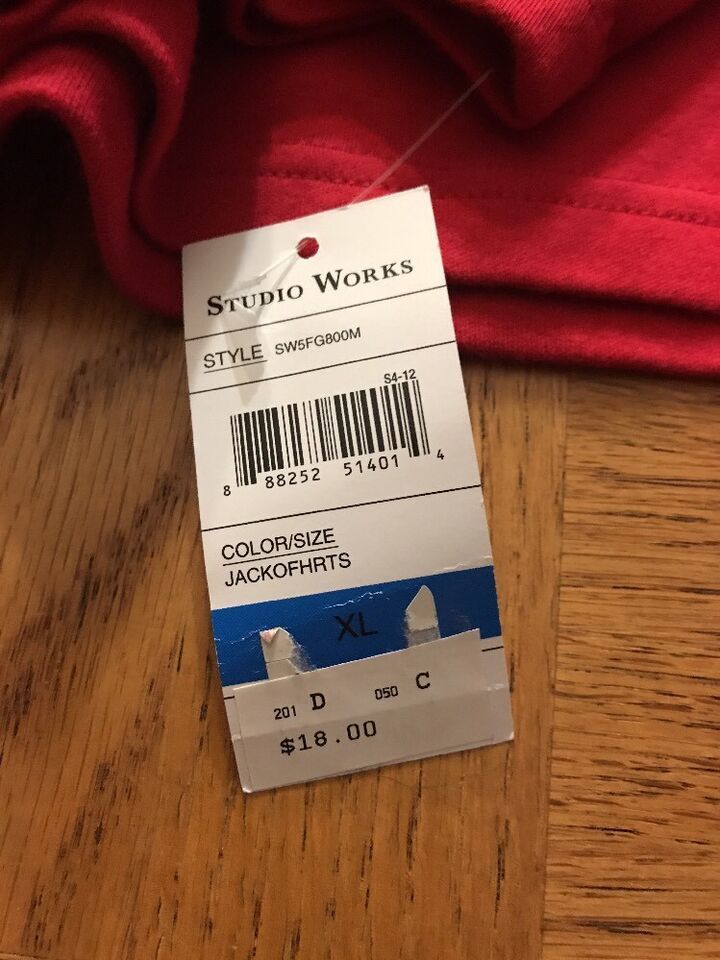 STUDIO WORKS
STYLE SW5FG800M
S4-12
8 88252 51401 4
COLOR/SIZE
JACKOFHRTS
XL
201 D 050 C
$18.00